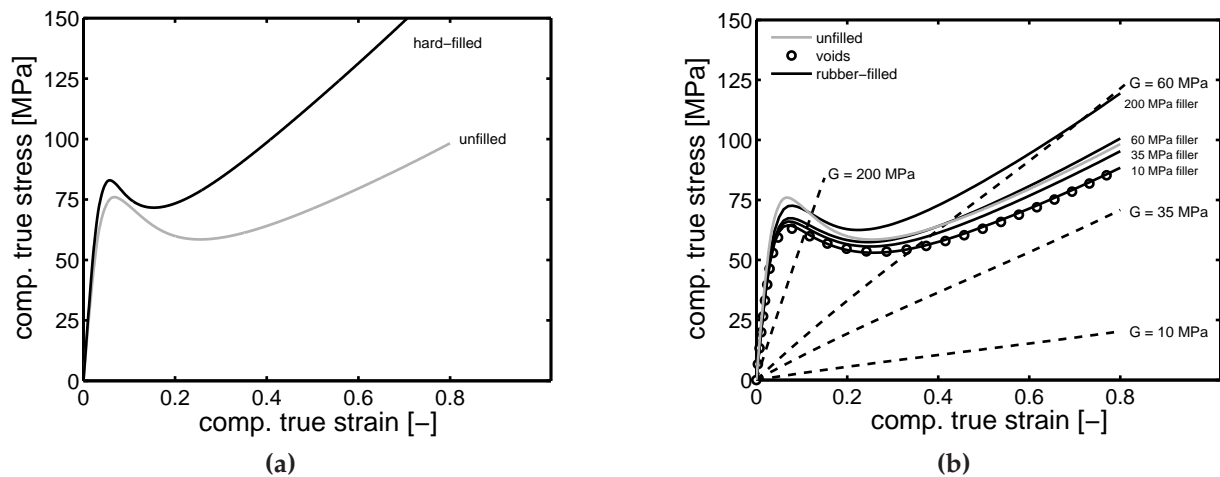 150
125
100
75
50
25
0
comp. true stress [MPa]
hard−filled
unfilled
0 0.2 0.4 0.6 0.8
comp. true strain [−]
(a)
150
125
100
75
50
25
0
comp. true stress [MPa]
unfilled
voids
rubber−filled
G = 60 MPa
200 MPa filler
60 MPa filler
35 MPa filler
10 MPa filler
G = 200 MPa
G = 35 MPa
G = 10 MPa
0 0.2 0.4 0.6 0.8
comp. true strain [−]
(b)